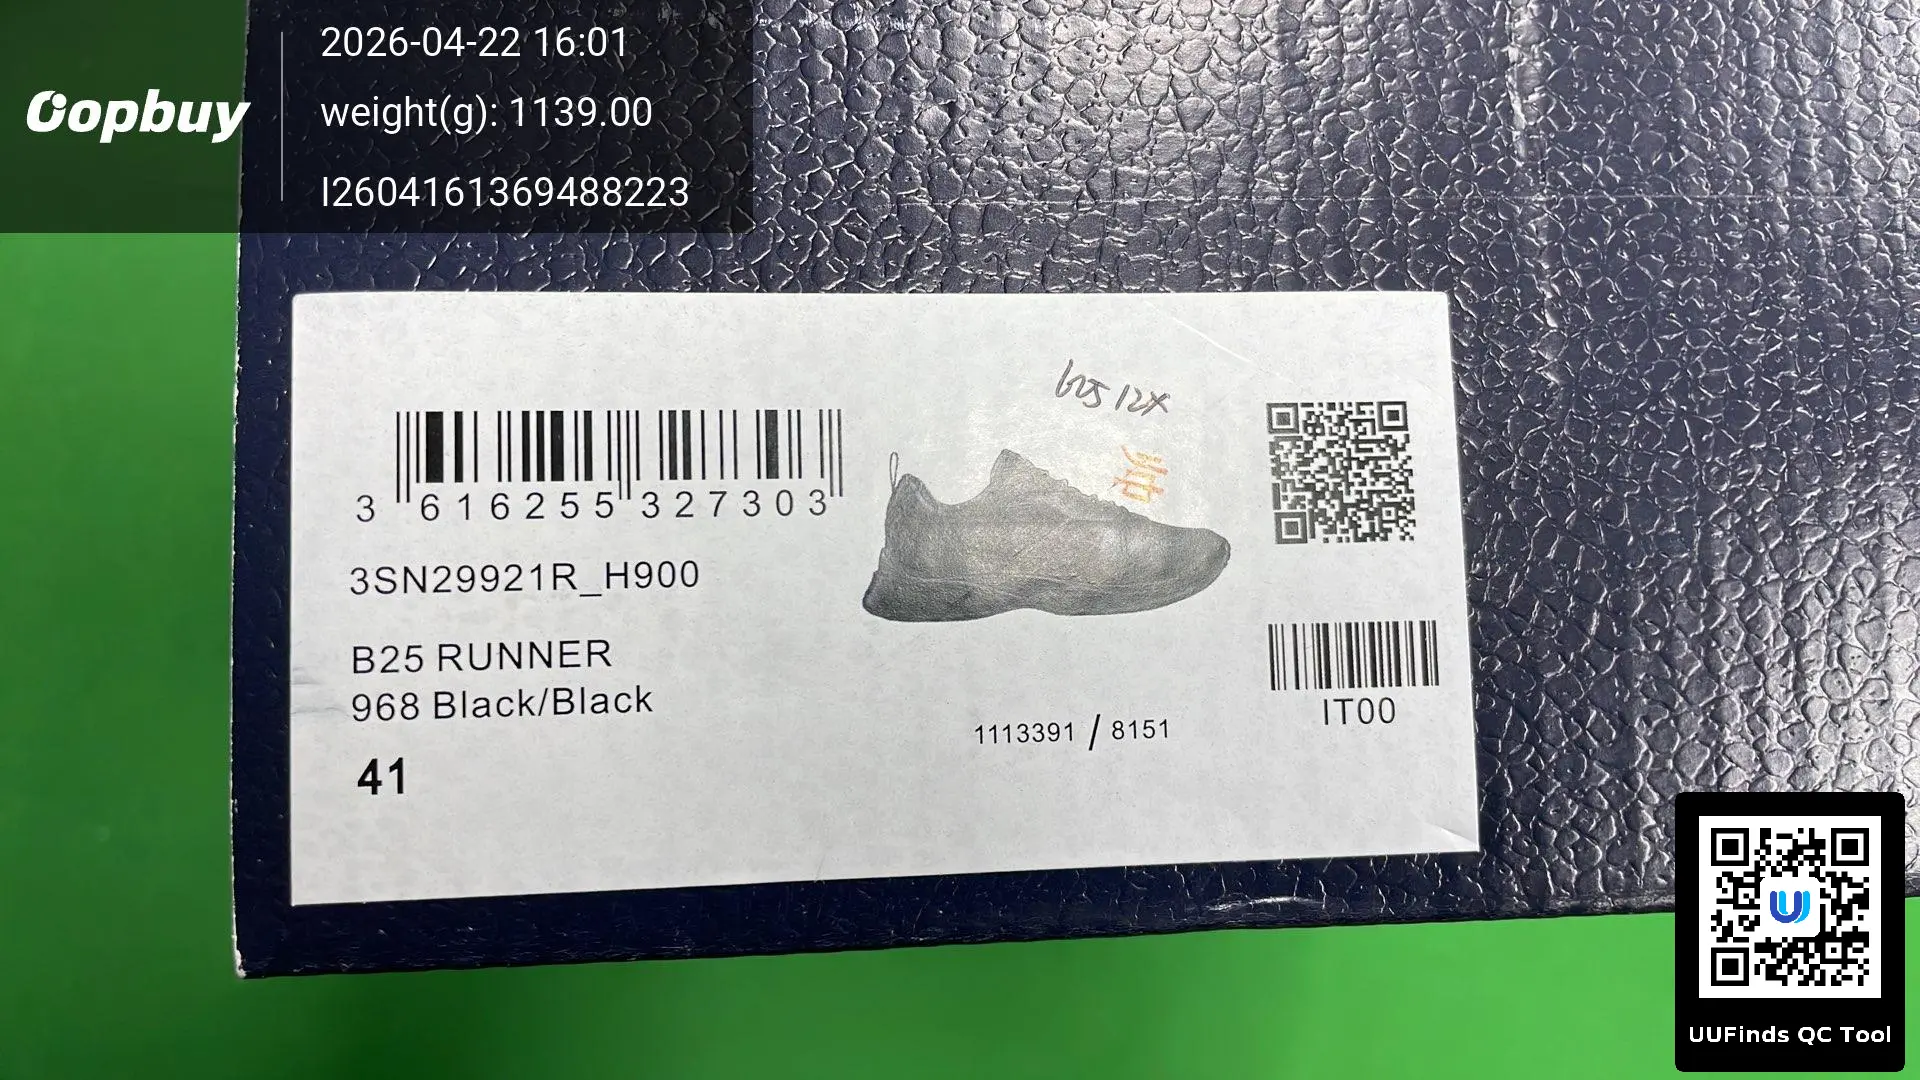 Oopbuy
2026-04-22 16:01
weight(g): 1139.00
I2604161369488223
3 616255 327303
3SN29921R_H900
B25 RUNNER
968 Black/Black
41
1113391 / 8151
IT00
UUFinds QC Tool